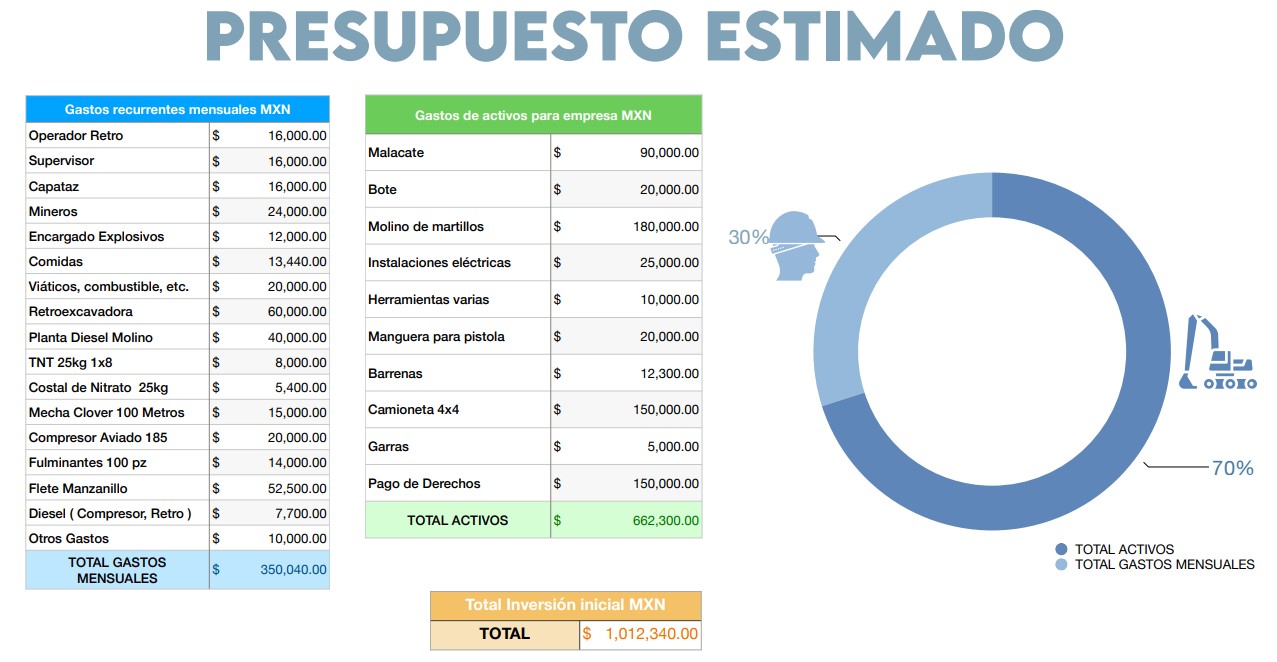 PRESUPUESTO ESTIMADO
Gastos recurrentes mensuales MXN
Operador Retro $ 16,000.00
Supervisor $ 16,000.00
Capataz $ 16,000.00
Mineros $ 24,000.00
Encargado Explosivos $ 12,000.00
Comidas $ 13,440.00
Viáticos, combustible, etc. $ 20,000.00
Retroexcavadora $ 60,000.00
Planta Diesel Molino $ 40,000.00
TNT 25kg 1x8 $ 8,000.00
Costal de Nitrato 25kg $ 5,400.00
Mecha Clover 100 Metros $ 15,000.00
Compresor Aviado 185 $ 20,000.00
Fulminantes 100 pz $ 14,000.00
Flete Manzanillo $ 52,500.00
Diesel ( Compresor, Retro ) $ 7,700.00
Otros Gastos $ 10,000.00
TOTAL GASTOS
MENSUALES $ 350,040.00
Gastos de activos para empresa MXN
Malacate $ 90,000.00
Bote $ 20,000.00
Molino de martillos $ 180,000.00
Instalaciones eléctricas $ 25,000.00
Herramientas varias $ 10,000.00
Manguera para pistola $ 20,000.00
Barrenas $ 12,300.00
Camioneta 4x4 $ 150,000.00
Garras $ 5,000.00
Pago de Derechos $ 150,000.00
TOTAL ACTIVOS $ 662,300.00
Total Inversión inicial MXN
TOTAL $ 1,012,340.00
30%
70%
TOTAL ACTIVOS
TOTAL GASTOS MENSUALES